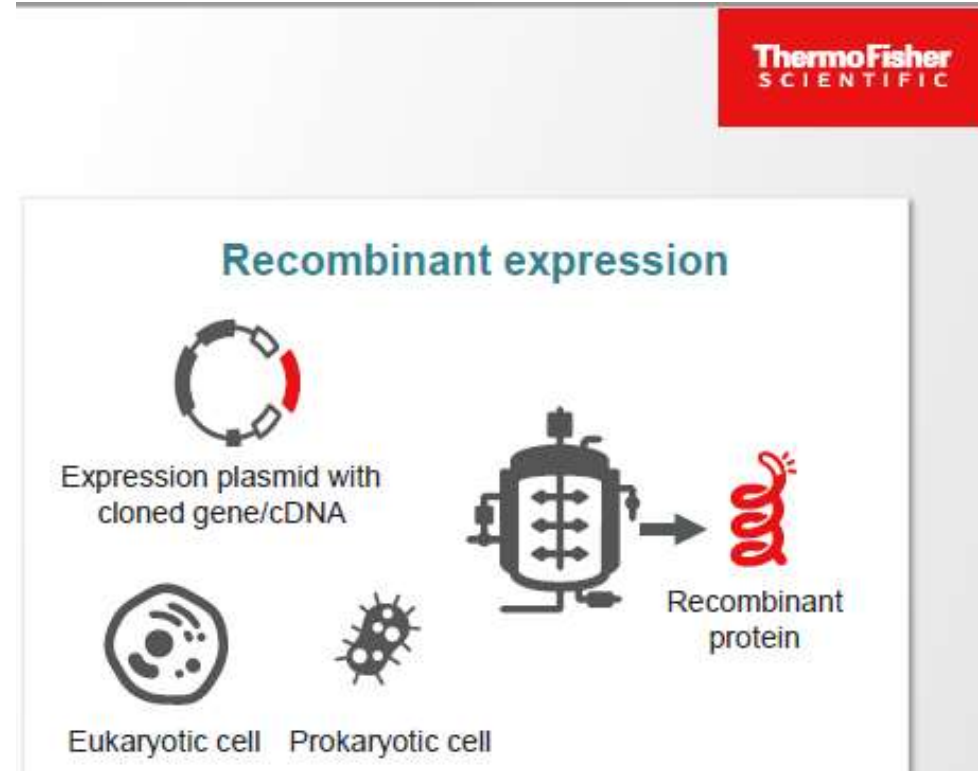 ThermoFisher
SCIENTIFIC
Recombinant expression
Expression plasmid with
cloned gene/cDNA
Recombinant
protein
Eukaryotic cell
Prokaryotic cell